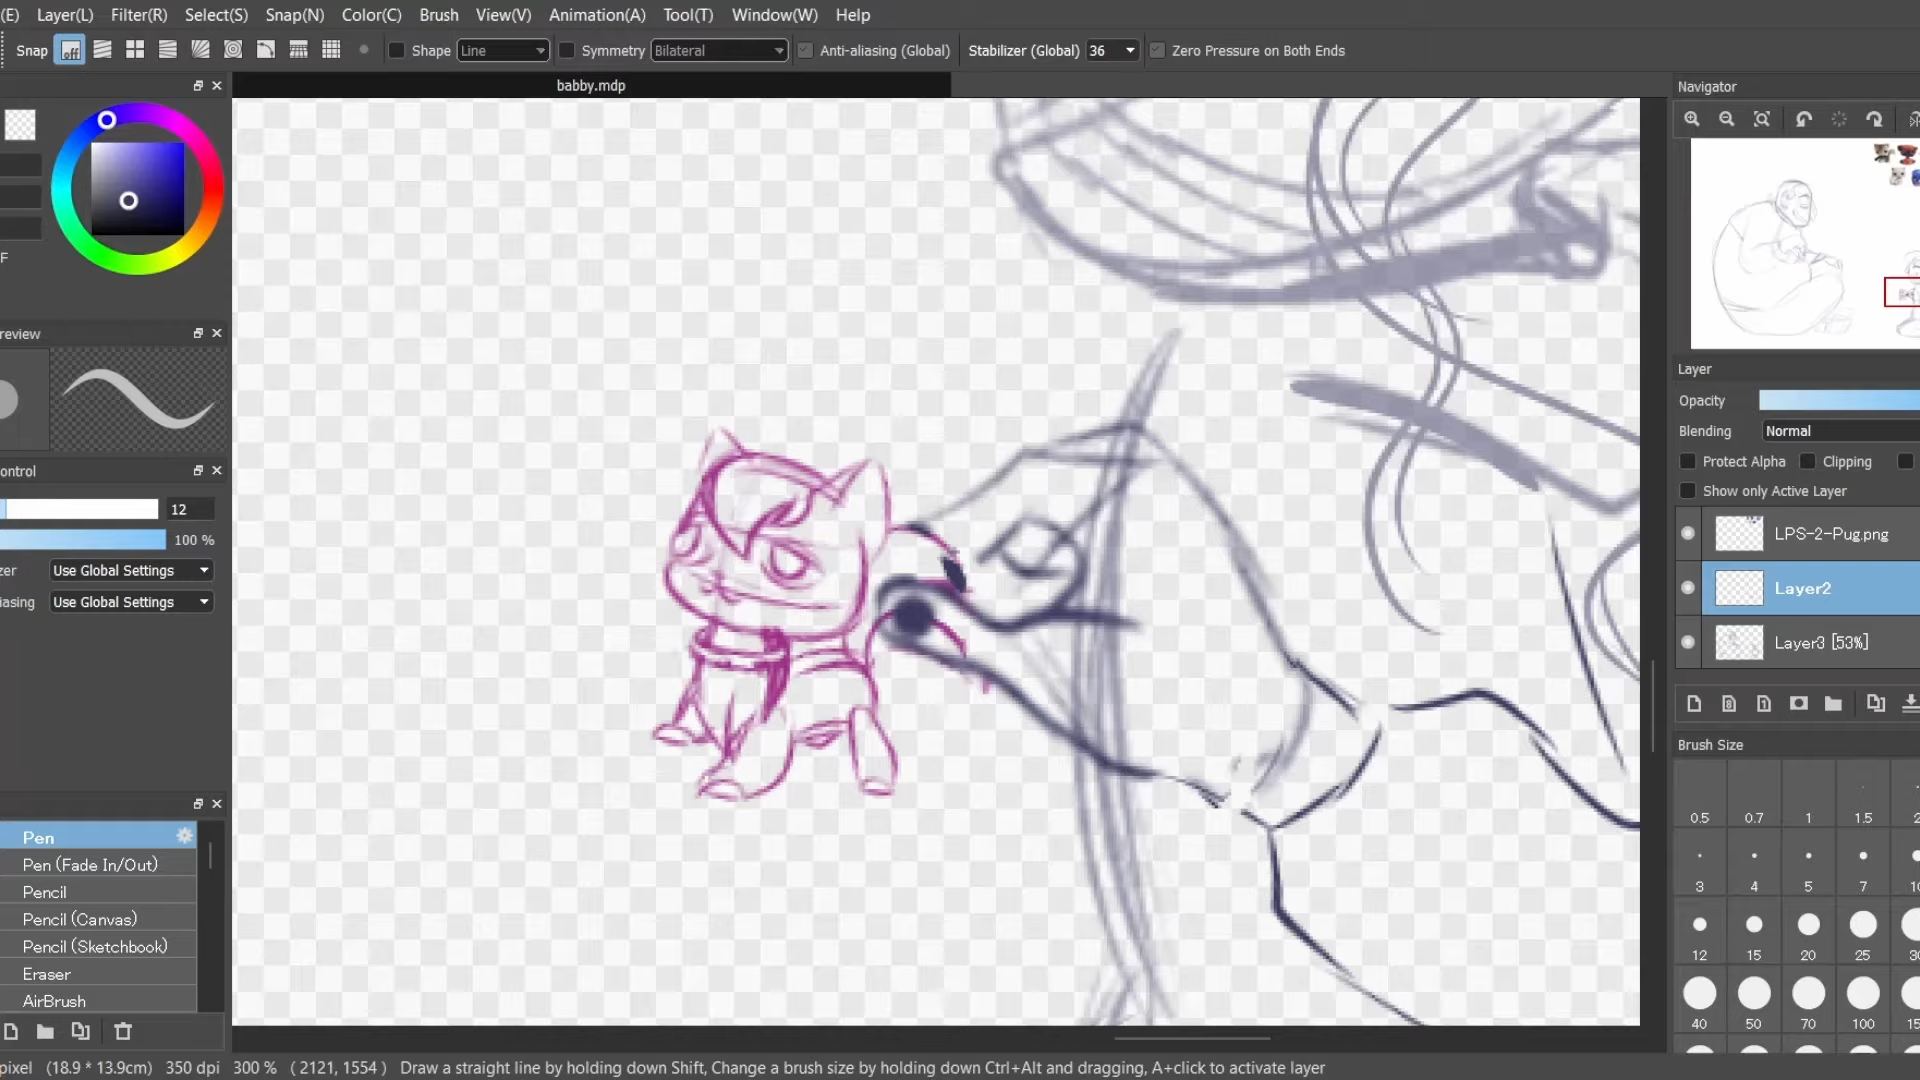 (E) Layer(L) Filter(R) Select(S) Snap(N) Color(C) Brush View(V) Animation(A) Tool(T) Window(W) Help
Snap off Shape Line Symmetry Bilateral Anti-aliasing (Global) Stabilizer (Global) 36 Zero Pressure on Both Ends
babby.mdp
Navigator
F
review
Layer
Opacity
Blending Normal
Protect Alpha Clipping
Show only Active Layer
LPS-2-Pug.png
Layer2
Layer3 [53%]
ontrol
12
100 %
zer Use Global Settings
iasing Use Global Settings
Brush Size
0.5 0.7 1 1.5 2
3 4 5 7 10
12 15 20 25 30
40 50 70 100 15
Pen
Pen (Fade In/Out)
Pencil
Pencil (Canvas)
Pencil (Sketchbook)
Eraser
AirBrush
pixel (18.9 * 13.9cm) 350 dpi 300 % ( 2121, 1554 ) Draw a straight line by holding down Shift, Change a brush size by holding down Ctrl+Alt and dragging, A+click to activate layer